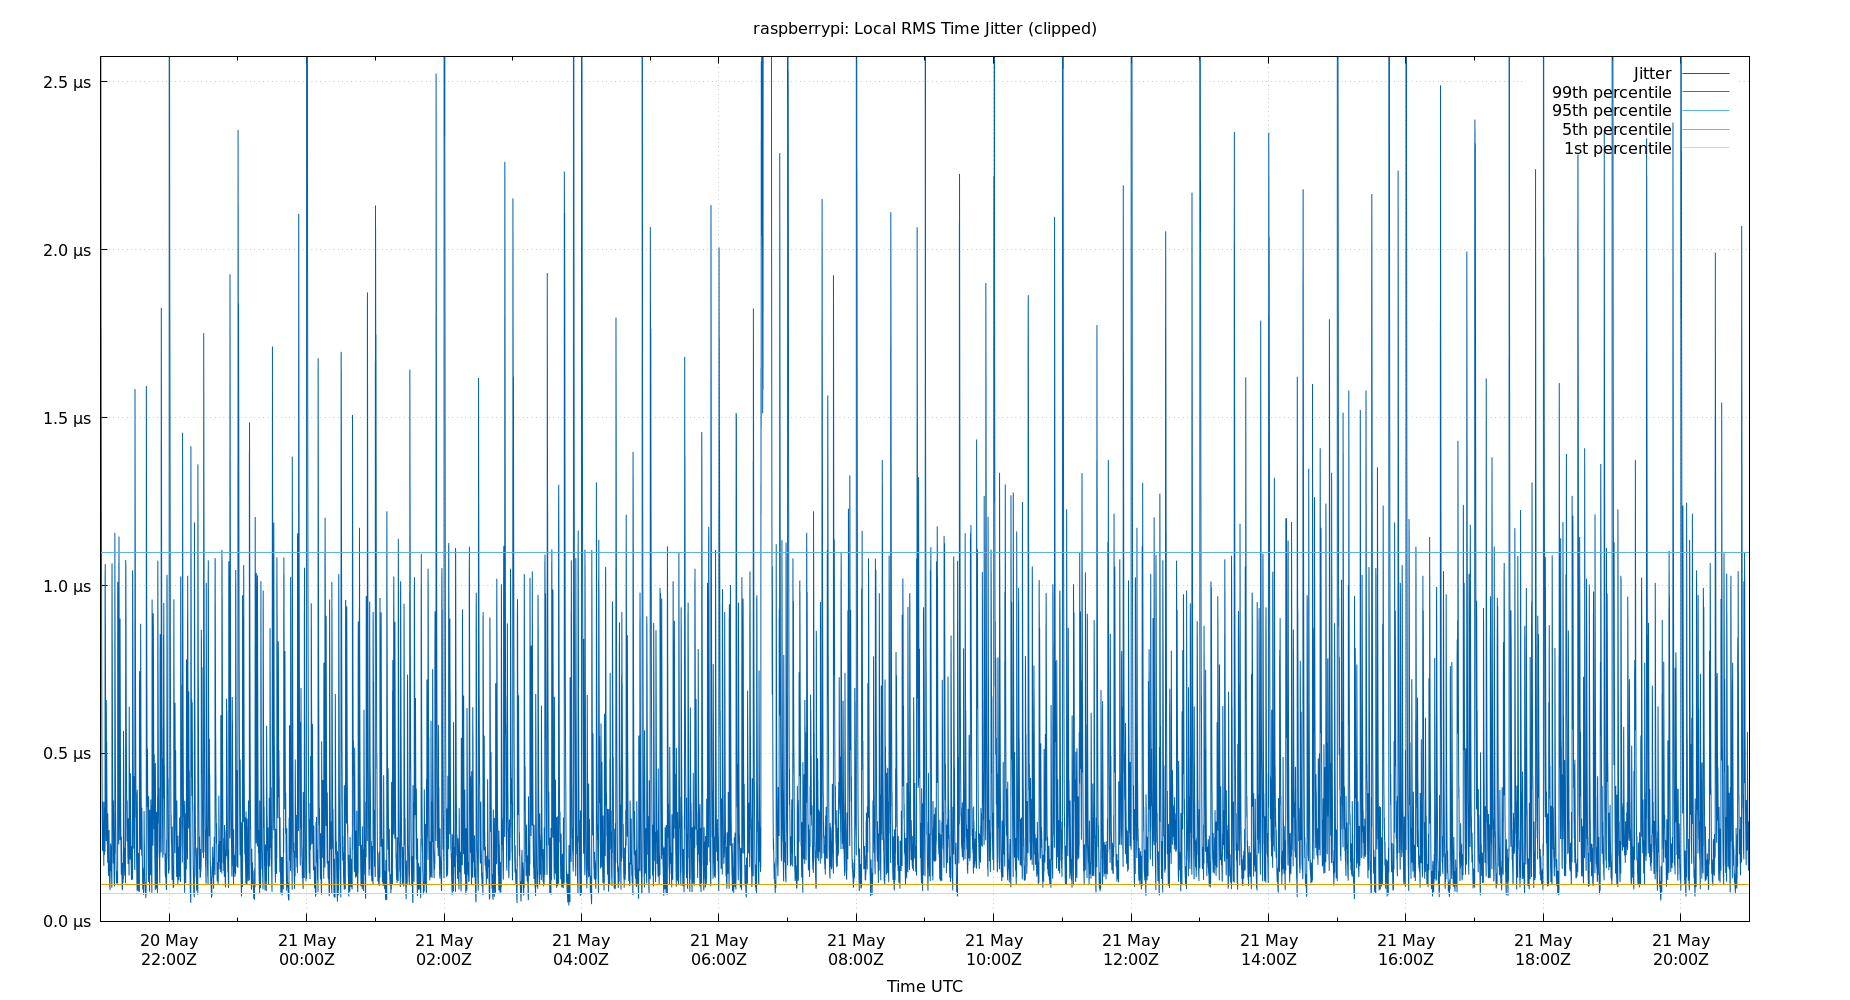 raspberrypi: Local RMS Time Jitter (clipped)
Jitter
99th percentile
95th percentile
5th percentile
1st percentile
2.5 µs
2.0 µs
1.5 µs
1.0 µs
0.5 µs
0.0 µs
20 May 21 May 21 May 21 May 21 May 21 May 21 May 21 May 21 May 21 May 21 May 21 May
22:00Z 00:00Z 02:00Z 04:00Z 06:00Z 08:00Z 10:00Z 12:00Z 14:00Z 16:00Z 18:00Z 20:00Z
Time UTC